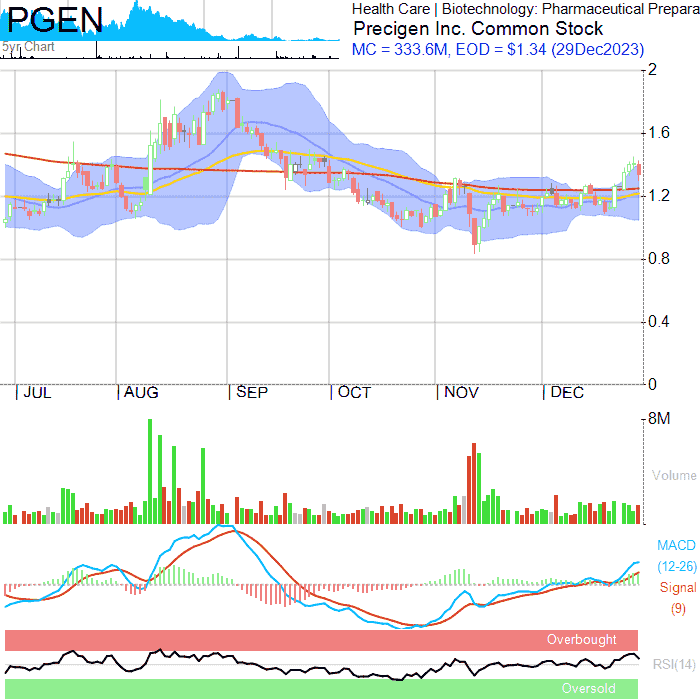 PGEN
5yr Chart
Health Care | Biotechnology: Pharmaceutical Prepara
Precigen Inc. Common Stock
MC = 333.6M, EOD = $1.34 (29Dec2023)
2
1.6
1.2
0.8
0.4
0
| JUL | AUG | SEP | OCT | NOV | DEC
8M
Volume
MACD
(12-26)
Signal
(9)
Overbought
RSI(14)
Oversold